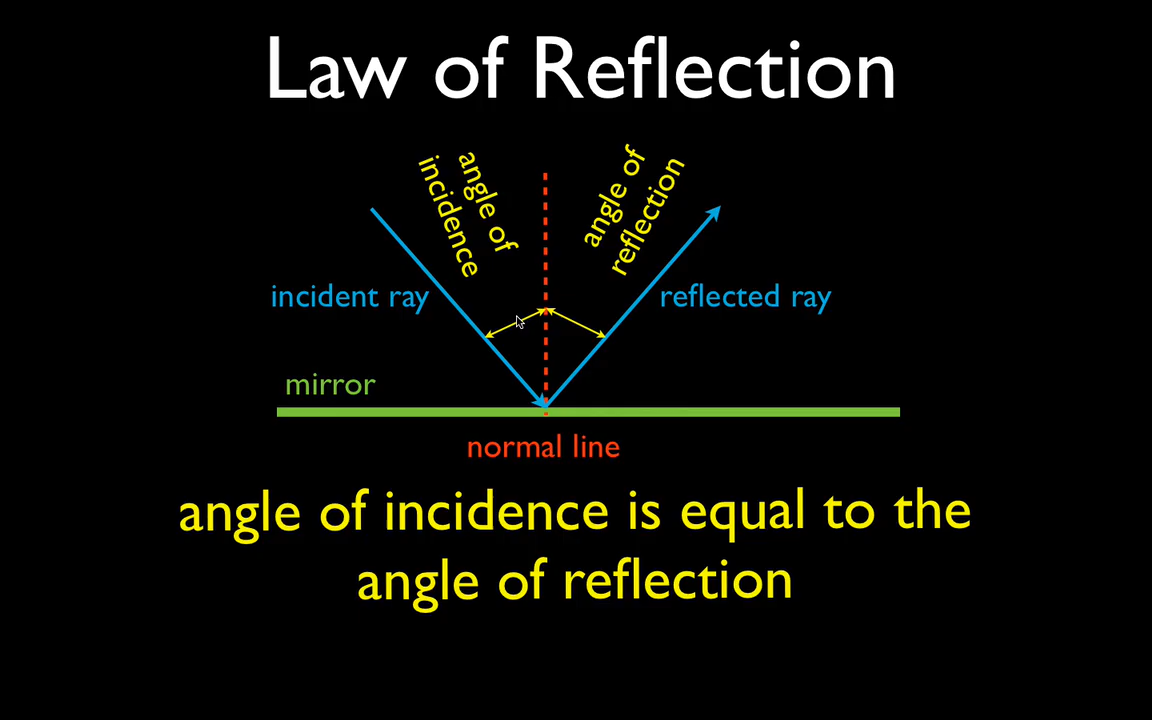 Law of Reflection
angle of
incidence
angle of
reflection
incident ray
reflected ray
mirror
normal line
angle of incidence is equal to the
angle of reflection